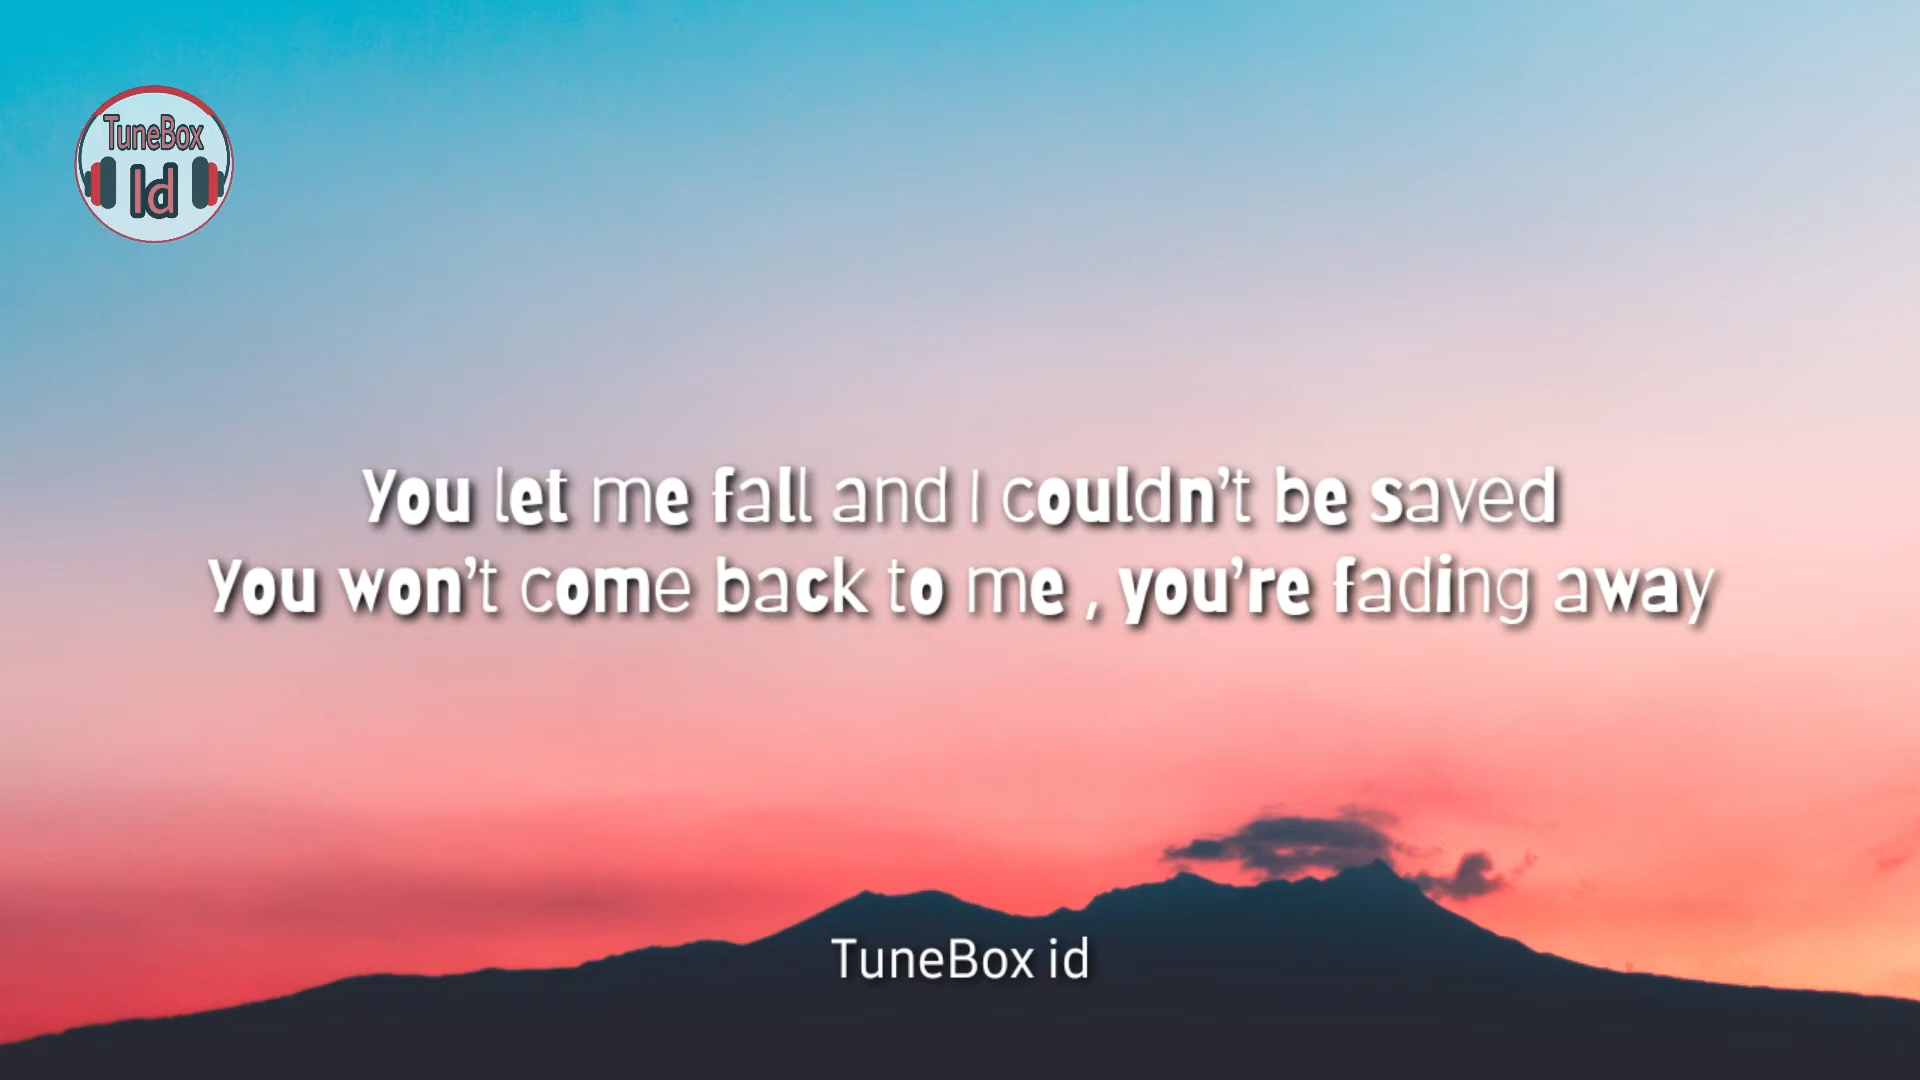 TuneBox
Id
You let me fall and I couldn't be saved
You won't come back to me , you're fading away
TuneBox id